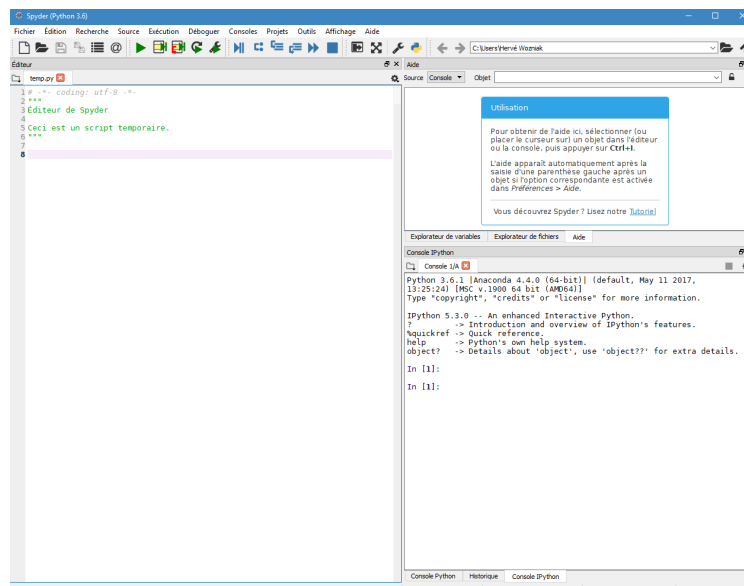 Spyder (Python 3.6)
Fichier Édition Recherche Source Exécution Déboguer Consoles Projets Outils Affichage Aide
C:\Users\Hervé Wozniak
Éditeur
temp.py
1 # -*- coding: utf-8 -*-
2 """
3 Éditeur de Spyder
4
5 Ceci est un script temporaire.
6 """
7
8
Aide
Source Console Objet
Utilisation
Pour obtenir de l'aide ici, sélectionner (ou
placer le curseur sur) un objet dans l'éditeur
ou la console, puis appuyer sur Ctrl+I.
L'aide apparaît automatiquement après la
saisie d'une parenthèse gauche après un
objet si l'option correspondante est activée
dans Préférences > Aide.
Vous découvrez Spyder ? Lisez notre Tutoriel
Explorateur de variables Explorateur de fichiers Aide
Console IPython
Console 1/A
Python 3.6.1 |Anaconda 4.4.0 (64-bit)| (default, May 11 2017,
13:25:24) [MSC v.1900 64 bit (AMD64)]
Type "copyright", "credits" or "license" for more information.
IPython 5.3.0 -- An enhanced Interactive Python.
? -> Introduction and overview of IPython's features.
%quickref -> Quick reference.
help -> Python's own help system.
object? -> Details about 'object', use 'object??' for extra details.
In [1]:
In [1]:
Console Python Historique Console IPython